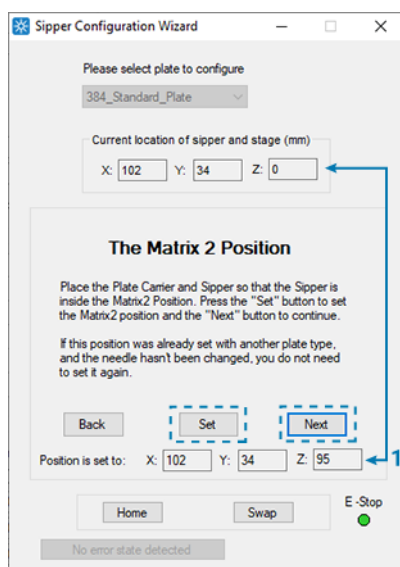 Sipper Configuration Wizard
Please select plate to configure
384_Standard_Plate
Current location of sipper and stage (mm)
X: 102 Y: 34 Z: 0
The Matrix 2 Position
Place the Plate Carrier and Sipper so that the Sipper is
inside the Matrix2 Position. Press the "Set" button to set
the Matrix2 position and the "Next" button to continue.
If this position was already set with another plate type,
and the needle hasn't been changed, you do not need
to set it again.
Back Set Next
Position is set to: X: 102 Y: 34 Z: 95 1
Home Swap E -Stop
No error state detected